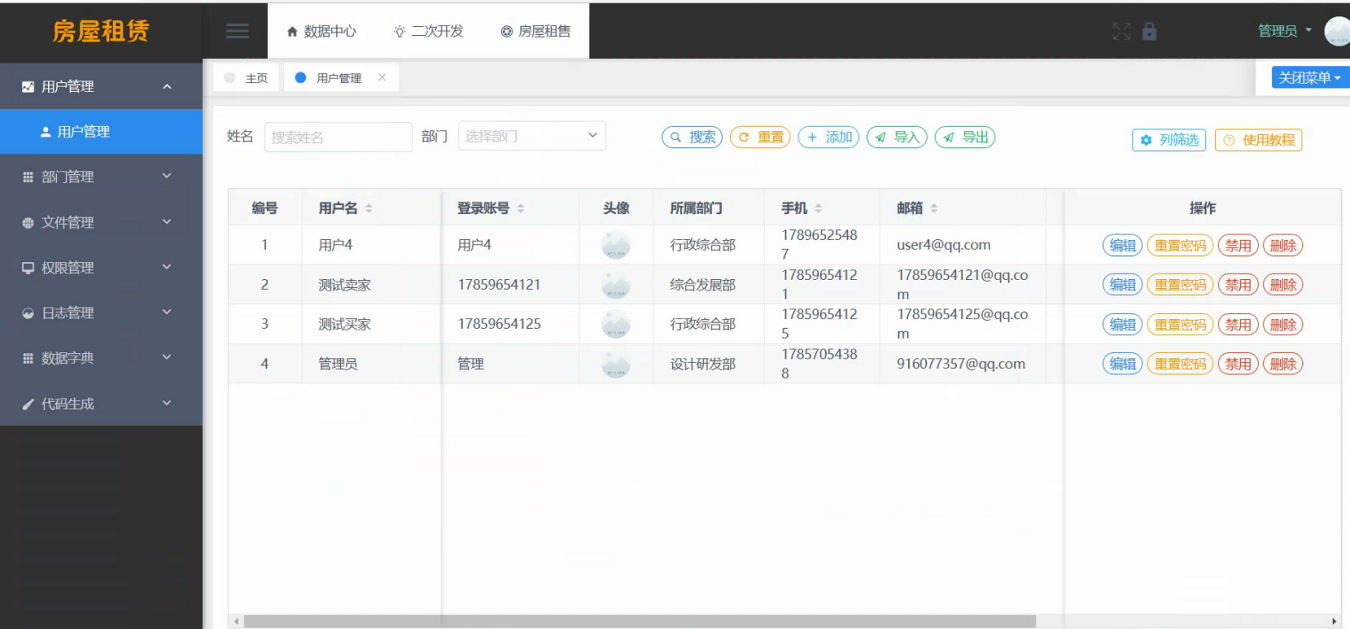 房屋租赁
数据中心 二次开发 房屋租售 管理员
主页 用户管理 关闭菜单
用户管理
用户管理
部门管理
文件管理
权限管理
日志管理
数据字典
代码生成
姓名 搜索姓名 部门 选择部门 搜索 重置 添加 导入 导出 列筛选 使用教程
编号 用户名 登录账号 头像 所属部门 手机 邮箱 操作
1 用户4 用户4 行政综合部 1789652548 user4@qq.com 编辑 重置密码 禁用 删除
7
2 测试卖家 17859654121 综合发展部 1785965412 17859654121@qq.co 编辑 重置密码 禁用 删除
1 m
3 测试买家 17859654125 行政综合部 1785965412 17859654125@qq.co 编辑 重置密码 禁用 删除
5 m
4 管理员 管理 设计研发部 1785705438 916077357@qq.com 编辑 重置密码 禁用 删除
8